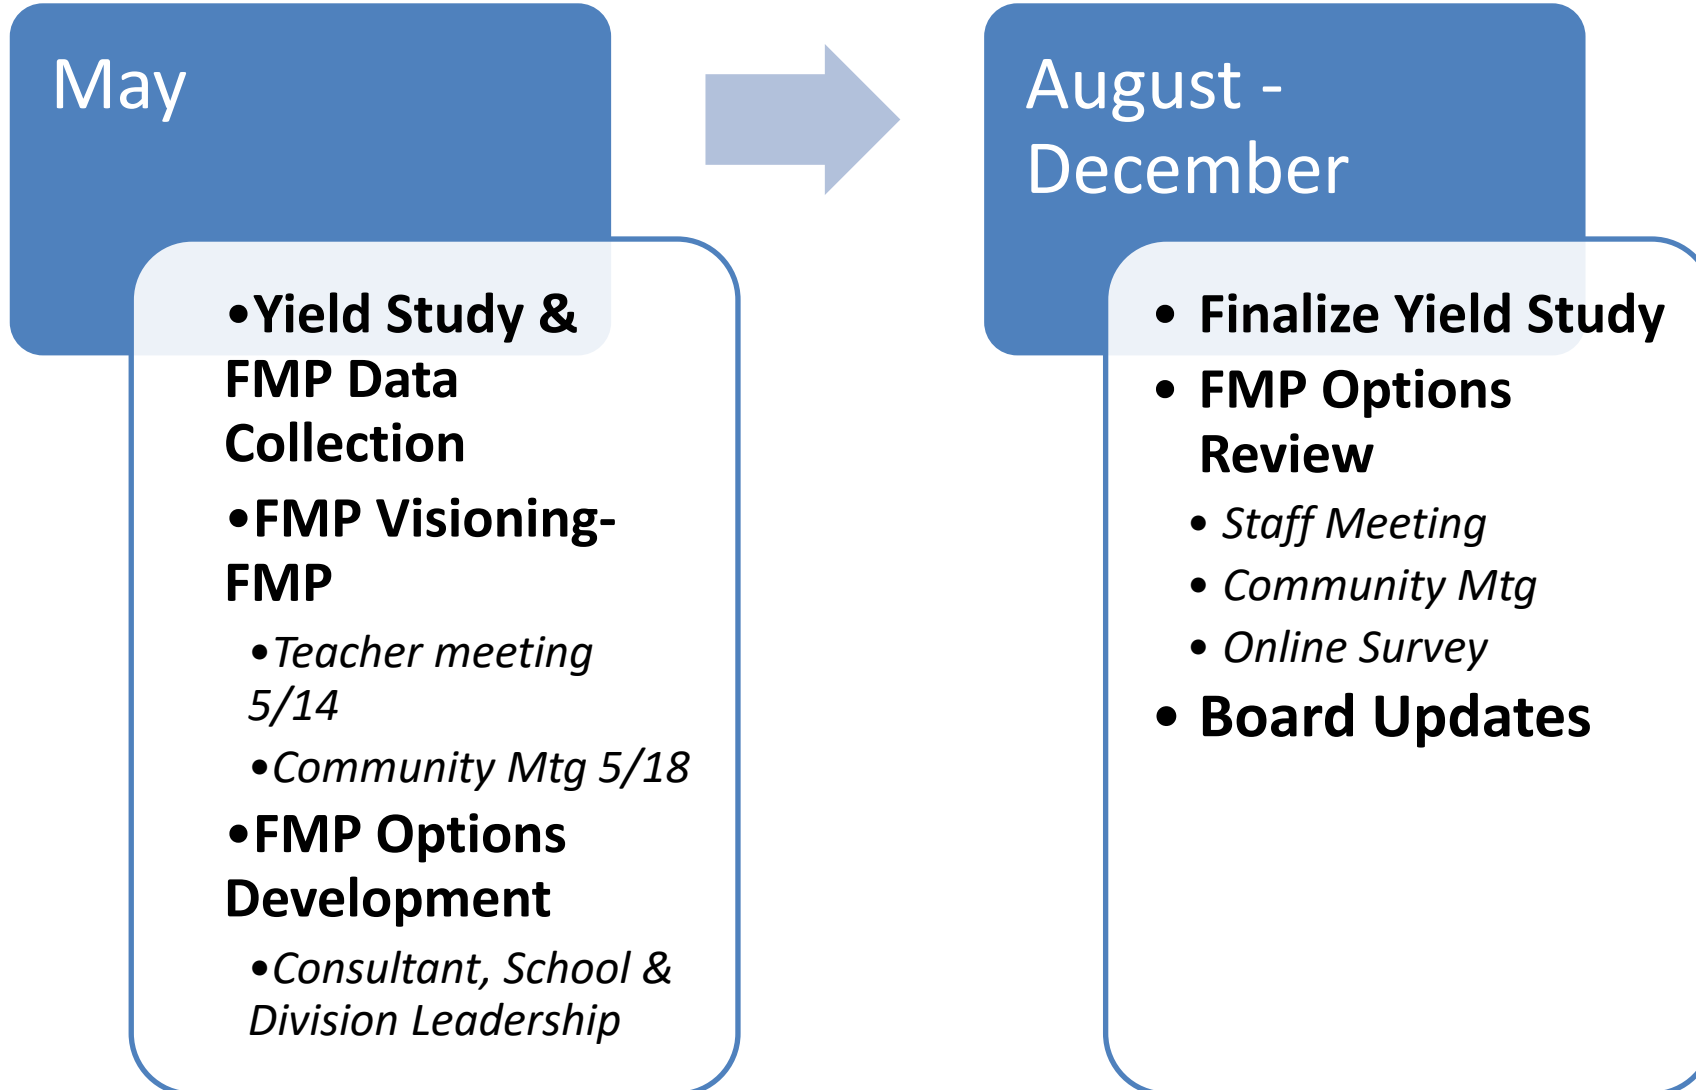 May
•Yield Study &
FMP Data
Collection
•FMP Visioning-
FMP
•Teacher meeting
5/14
•Community Mtg 5/18
•FMP Options
Development
•Consultant, School &
Division Leadership
August -
December
• Finalize Yield Study
• FMP Options
Review
• Staff Meeting
• Community Mtg
• Online Survey
• Board Updates